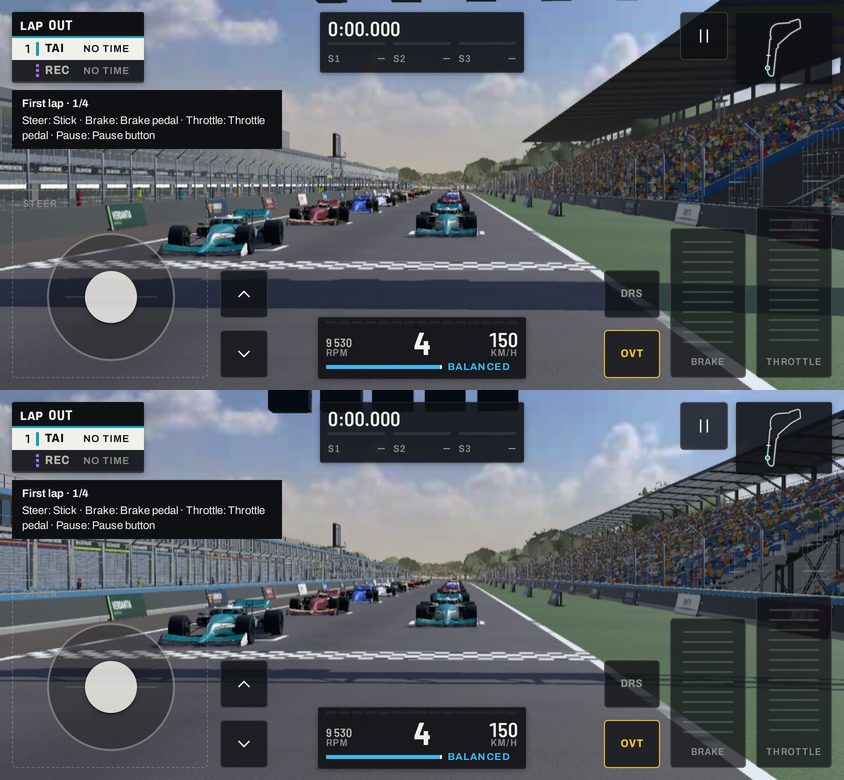 LAP OUT
1 TAI NO TIME
REC NO TIME
0:00.000
S1 – S2 – S3 –
First lap · 1/4
Steer: Stick · Brake: Brake pedal · Throttle: Throttle
pedal · Pause: Pause button
STEER
VERDANTIA
DRS
9 530
RPM
4
150
KM/H
BALANCED
OVT
BRAKE
THROTTLE
LAP OUT
1 TAI NO TIME
REC NO TIME
0:00.000
S1 – S2 – S3 –
First lap · 1/4
Steer: Stick · Brake: Brake pedal · Throttle: Throttle
pedal · Pause: Pause button
STEER
VERDANTIA
DRS
9 530
RPM
4
150
KM/H
BALANCED
OVT
BRAKE
THROTTLE